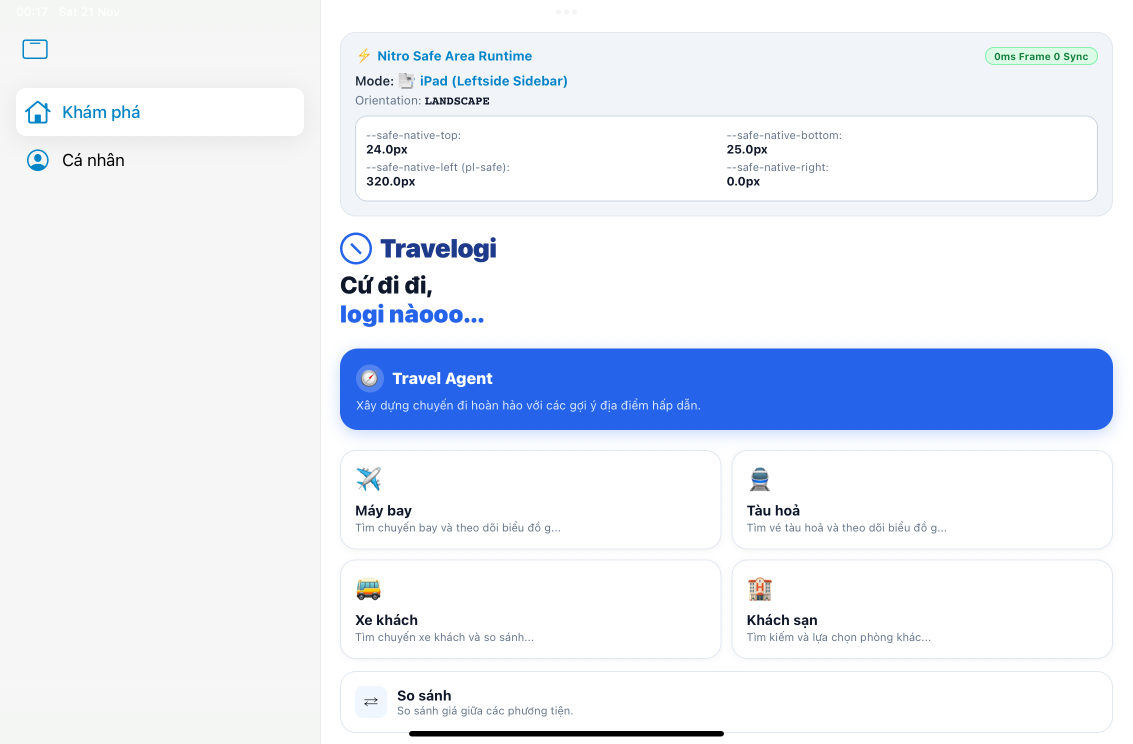 00:17 Sat 21 Nov
Khám phá
Cá nhân
⚡ Nitro Safe Area Runtime
0ms Frame 0 Sync
Mode: iPad (Leftside Sidebar)
Orientation: LANDSCAPE
--safe-native-top:
24.0px
--safe-native-bottom:
25.0px
--safe-native-left (pl-safe):
320.0px
--safe-native-right:
0.0px
Travelogi
Cứ đi đi,
logi nàooo...
Travel Agent
Xây dựng chuyến đi hoàn hảo với các gợi ý địa điểm hấp dẫn.
Máy bay
Tìm chuyến bay và theo dõi biểu đồ g...
Tàu hoả
Tìm vé tàu hoả và theo dõi biểu đồ g...
Xe khách
Tìm chuyến xe khách và so sánh...
Khách sạn
Tìm kiếm và lựa chọn phòng khác...
So sánh
So sánh giá giữa các phương tiện.